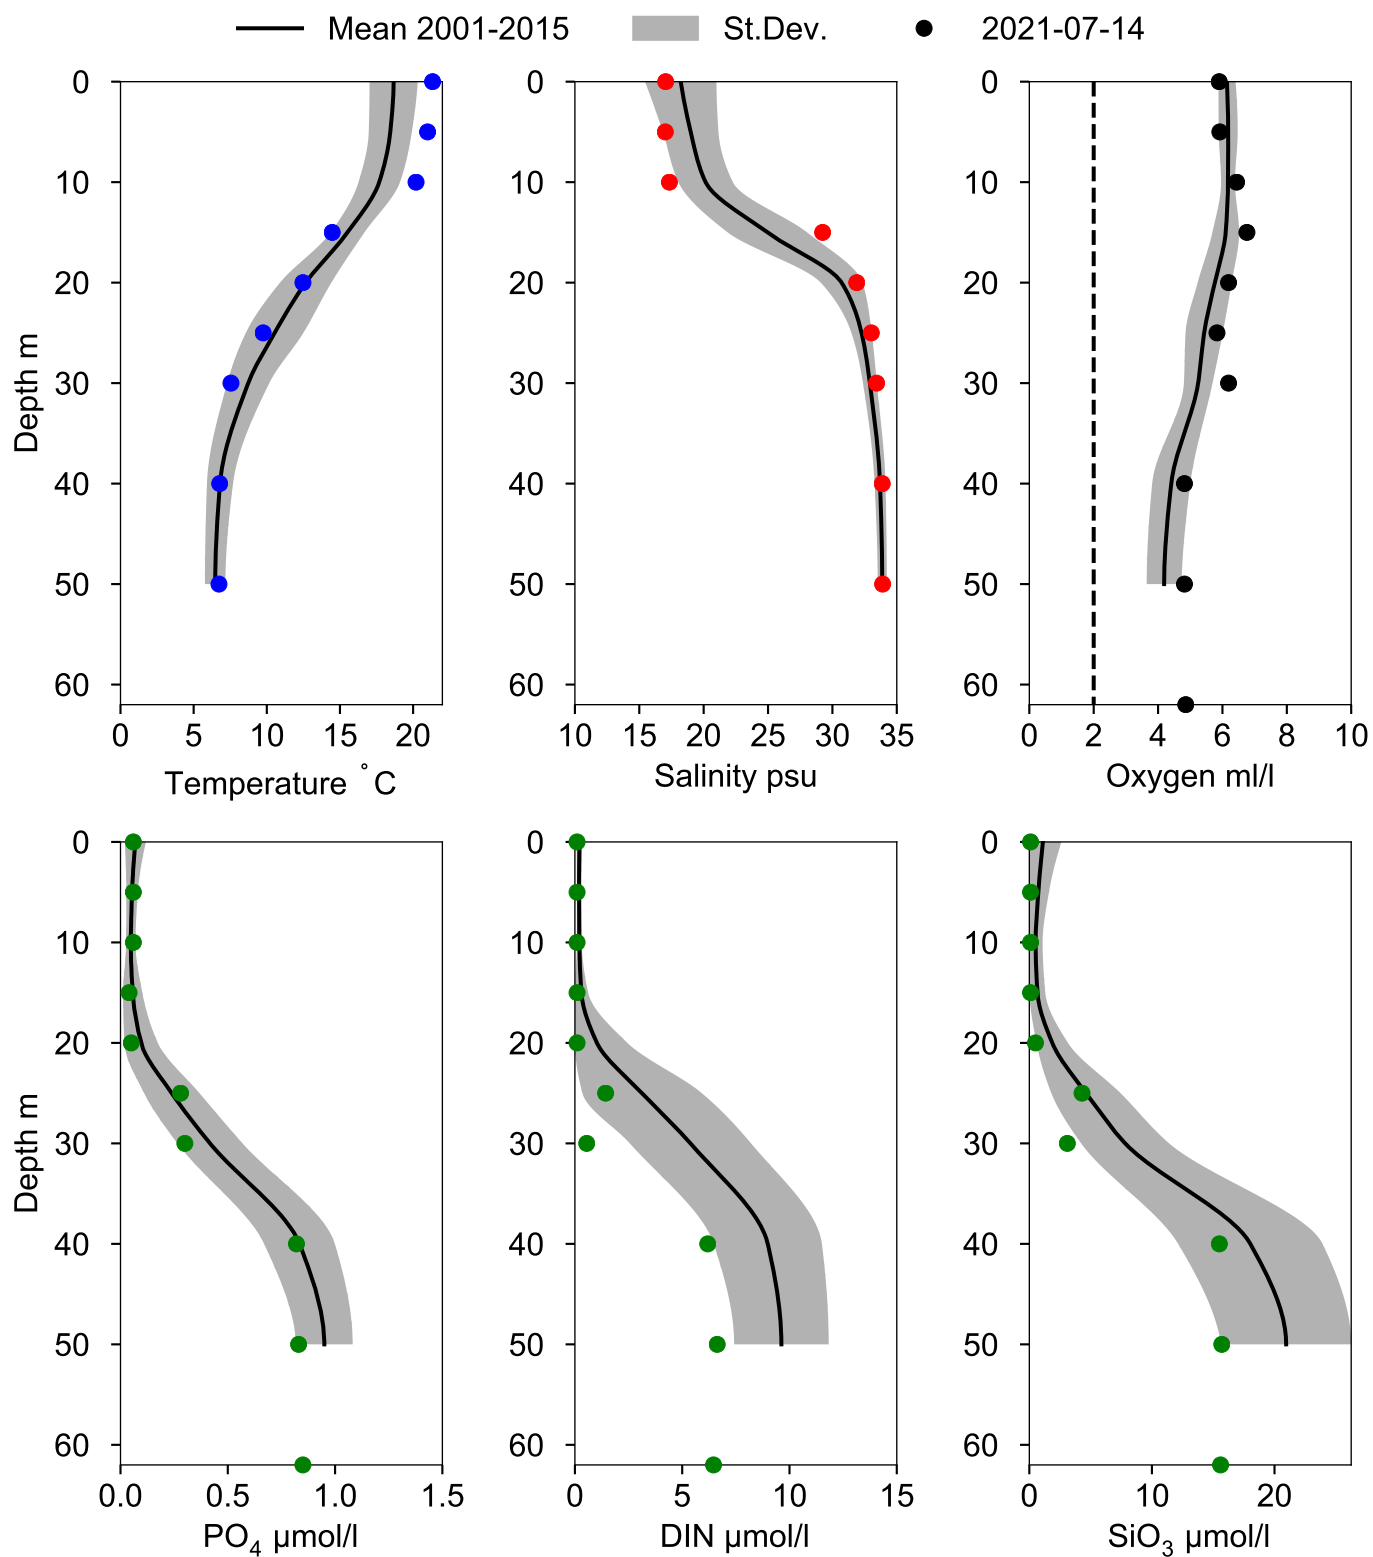 Mean 2001-2015 St.Dev. 2021-07-14
0 0 0
10 10 10
20 20 20
30 30 30
40 40 40
50 50 50
60 60 60
Depth m
0 5 10 15 20 10 15 20 25 30 35 0 2 4 6 8 10
Temperature °C Salinity psu Oxygen ml/l
0 0 0
10 10 10
20 20 20
30 30 30
40 40 40
50 50 50
60 60 60
Depth m
0.0 0.5 1.0 1.5 0 5 10 15 0 10 20
PO₄ µmol/l DIN µmol/l SiO₃ µmol/l